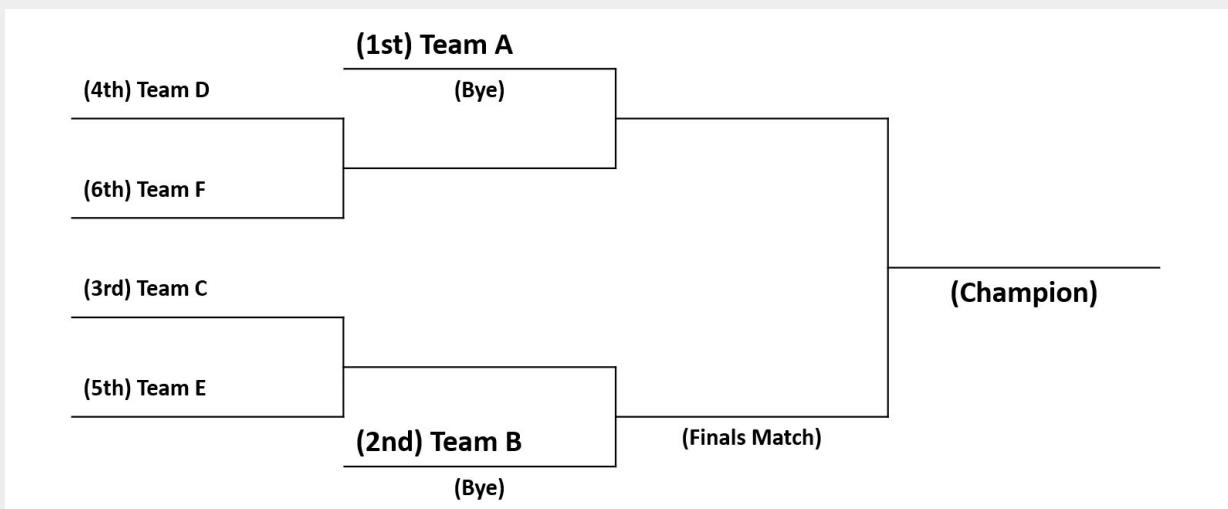 (1st) Team A
(Bye)
(4th) Team D
(6th) Team F
(3rd) Team C
(5th) Team E
(2nd) Team B
(Bye)
(Finals Match)
(Champion)